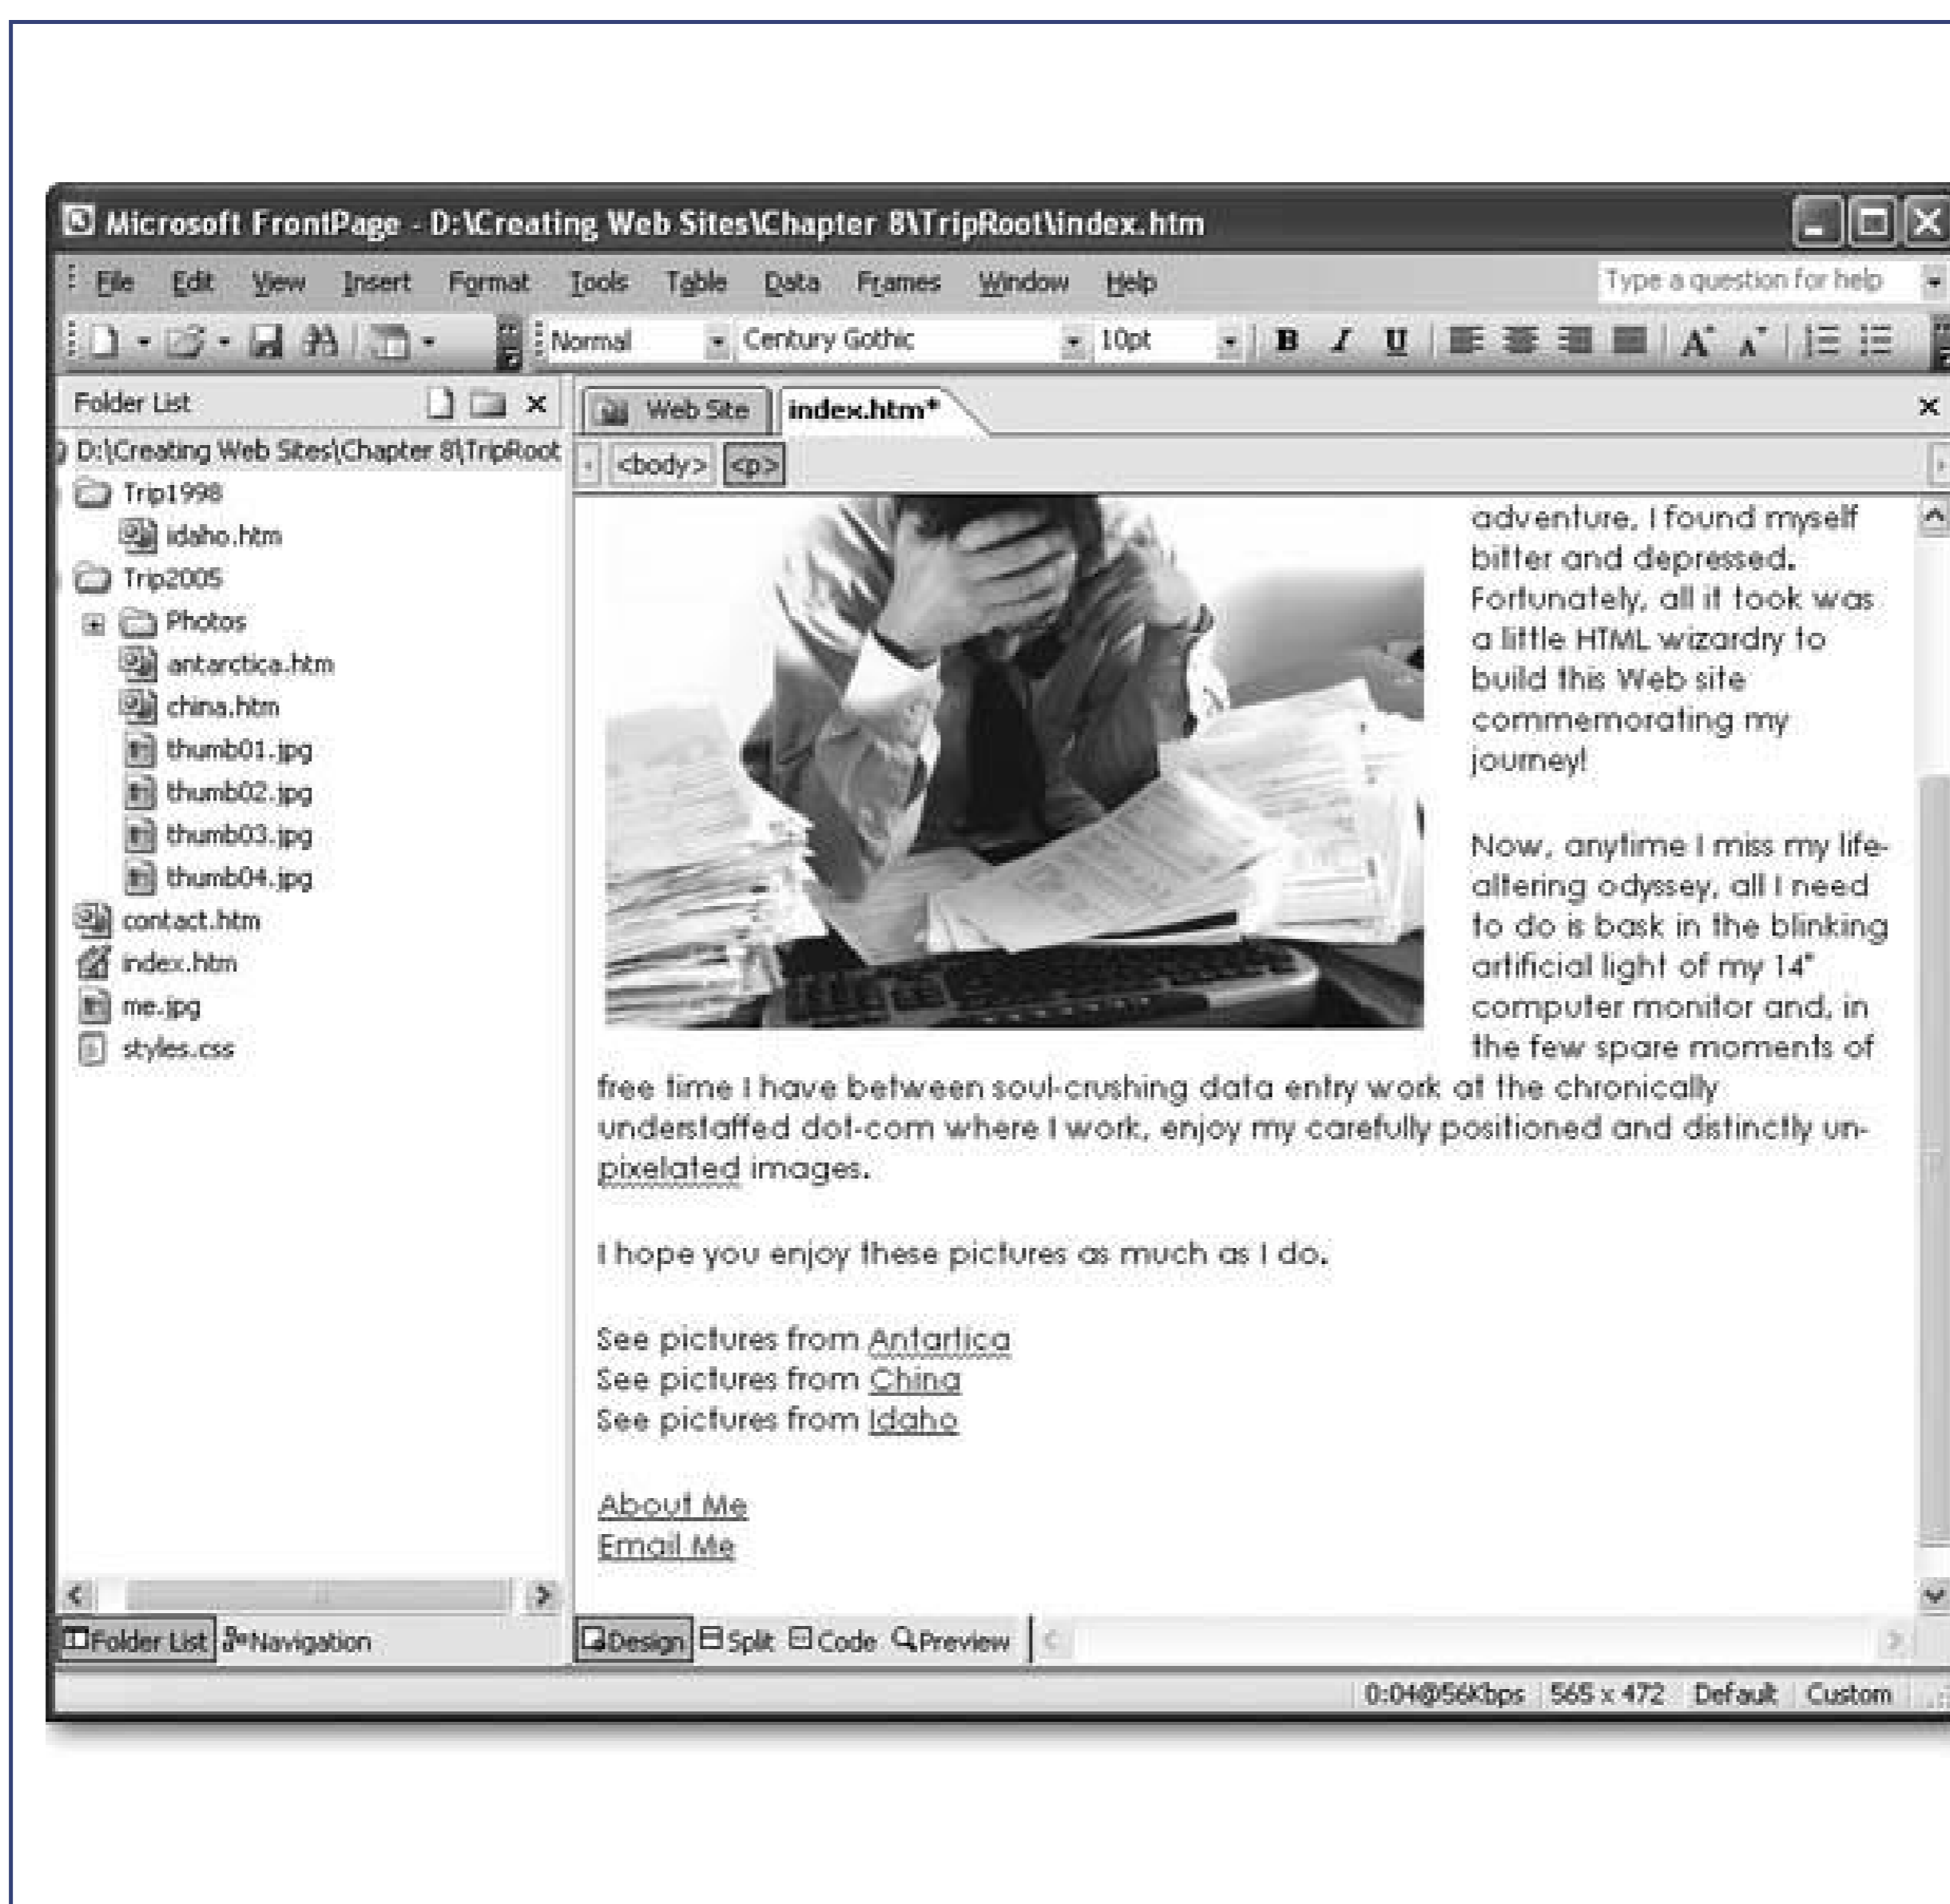 Microsoft FrontPage - D:\Creating Web Sites\Chapter 8\TripRoot\index.htm
File Edit View Insert Format Tools Table Data Frames Window Help Type a question for help
Normal Century Gothic 10pt B I U A A
Folder List
Web Site index.htm*
D:\Creating Web Sites\Chapter 8\TripRoot
<body> <p>
Trip1998
idaho.htm
Trip2005
Photos
antarctica.htm
china.htm
thumb01.jpg
thumb02.jpg
thumb03.jpg
thumb04.jpg
contact.htm
index.htm
me.jpg
styles.css
adventure, I found myself
bitter and depressed.
Fortunately, all it took was
a little HTML wizardry to
build this Web site
commemorating my
journey!
Now, anytime I miss my life-
altering odyssey, all I need
to do is bask in the blinking
artificial light of my 14"
computer monitor and, in
the few spare moments of
free time I have between soul-crushing data entry work at the chronically
understaffed dot-com where I work, enjoy my carefully positioned and distinctly un-
pixelated images.
I hope you enjoy these pictures as much as I do.
See pictures from Antartica
See pictures from China
See pictures from Idaho
About Me
Email Me
Folder List Navigation
Design Split Code Preview
0:04@56Kbps 565 x 472 Default Custom